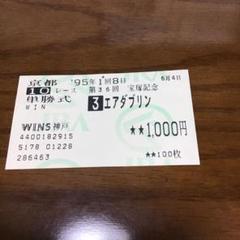 京都 '95年1回8日 6月4日
10 レース 第36回 宝塚記念
単勝式 3 エアダブリン
WIN
★★1,000円
WINS神戸
4400182915
5178 01228 ★★100枚
286463
JRA